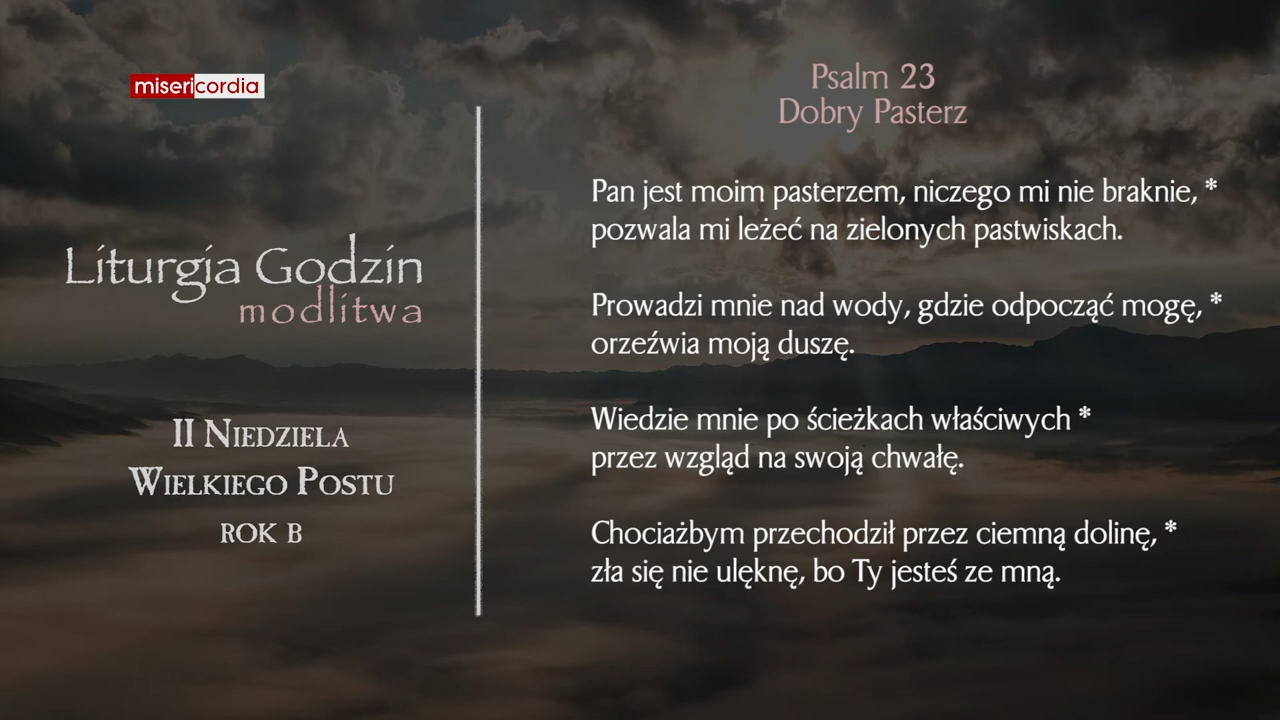 misericordia
Liturgia Godzin
modlitwa
II Niedziela
Wielkiego Postu
rok B
Psalm 23
Dobry Pasterz
Pan jest moim pasterzem, niczego mi nie braknie, *
pozwala mi leżeć na zielonych pastwiskach.
Prowadzi mnie nad wody, gdzie odpocząć mogę, *
orzeźwia moją duszę.
Wiedzie mnie po ścieżkach właściwych *
przez wzgląd na swoją chwałę.
Chociażbym przechodził przez ciemną dolinę, *
zła się nie ulęknę, bo Ty jesteś ze mną.